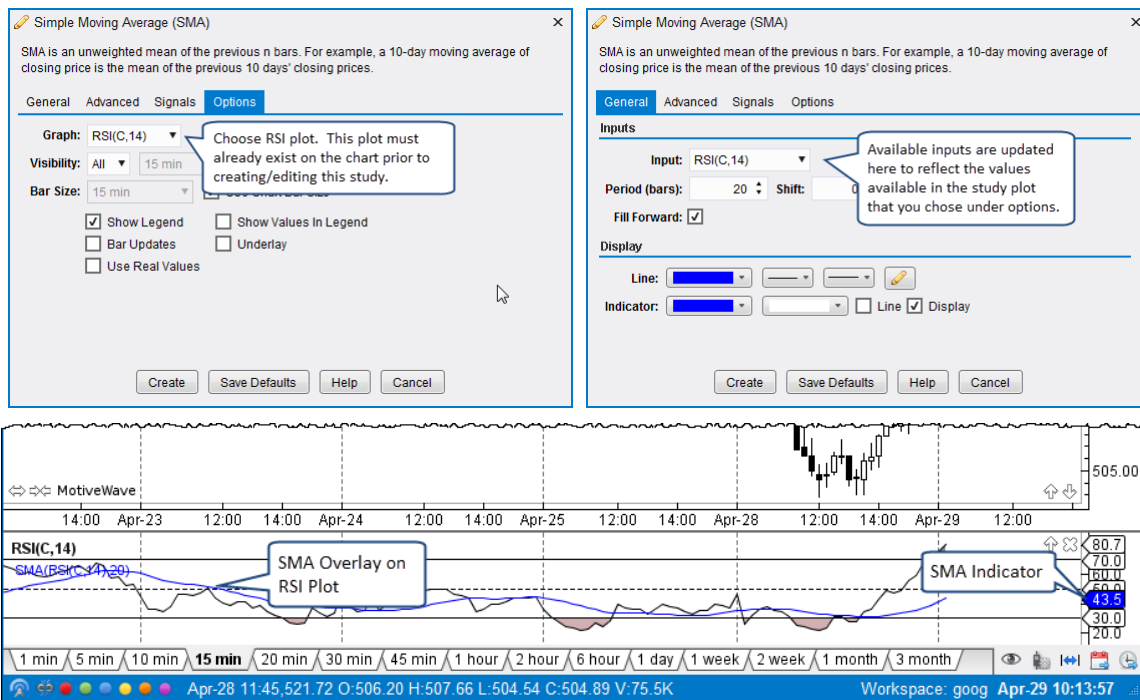 Simple Moving Average (SMA)
SMA is an unweighted mean of the previous n bars. For example, a 10-day moving average of
closing price is the mean of the previous 10 days' closing prices.
General Advanced Signals Options
Graph: RSI(C,14)
Visibility: All 15 min
Bar Size: 15 min
Choose RSI plot. This plot must
already exist on the chart prior to
creating/editing this study.
Show Legend Show Values In Legend
Bar Updates Underlay
Use Real Values
Create Save Defaults Help Cancel
Simple Moving Average (SMA)
SMA is an unweighted mean of the previous n bars. For example, a 10-day moving average of
closing price is the mean of the previous 10 days' closing prices.
General Advanced Signals Options
Inputs
Input: RSI(C,14)
Period (bars): 20 Shift: 0
Fill Forward:
Available inputs are updated
here to reflect the values
available in the study plot
that you chose under options.
Display
Line:
Indicator: Line Display
Create Save Defaults Help Cancel
505.00
MotiveWave
14:00 Apr-23 12:00 14:00 Apr-24 12:00 14:00 Apr-25 12:00 14:00 Apr-28 12:00 14:00 Apr-29 12:00
RSI(C,14)
SMA(RSI(C,14),20)
SMA Overlay on
RSI Plot
SMA Indicator
80.7
70.0
60.0
50.0
43.5
30.0
20.0
1 min 5 min 10 min 15 min 20 min 30 min 45 min 1 hour 2 hour 6 hour 1 day 1 week 2 week 1 month 3 month
Apr-28 11:45,521.72 O:506.20 H:507.66 L:504.54 C:504.89 V:75.5K Workspace: goog Apr-29 10:13:57